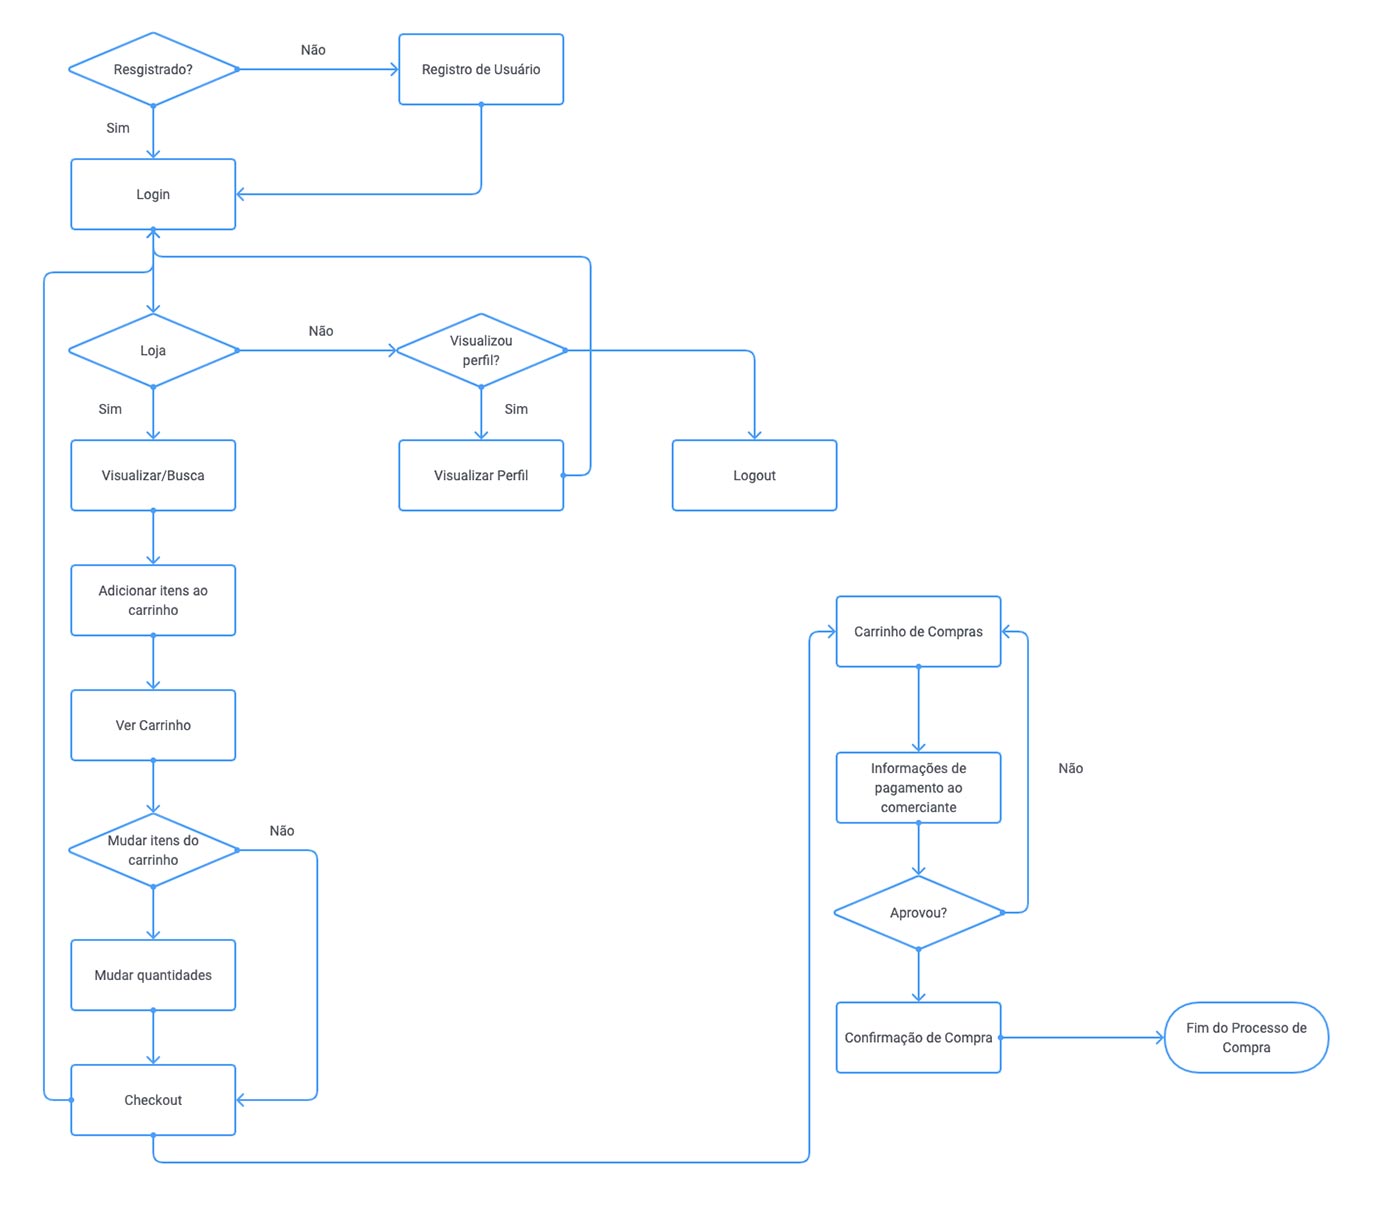 Resgistrado?
Não
Registro de Usuário
Sim
Login
Loja
Não
Visualizou
perfil?
Sim
Sim
Visualizar/Busca
Visualizar Perfil
Logout
Adicionar itens ao
carrinho
Ver Carrinho
Mudar itens do
carrinho
Não
Mudar quantidades
Checkout
Carrinho de Compras
Informações de
pagamento ao
comerciante
Não
Aprovou?
Confirmação de Compra
Fim do Processo de
Compra